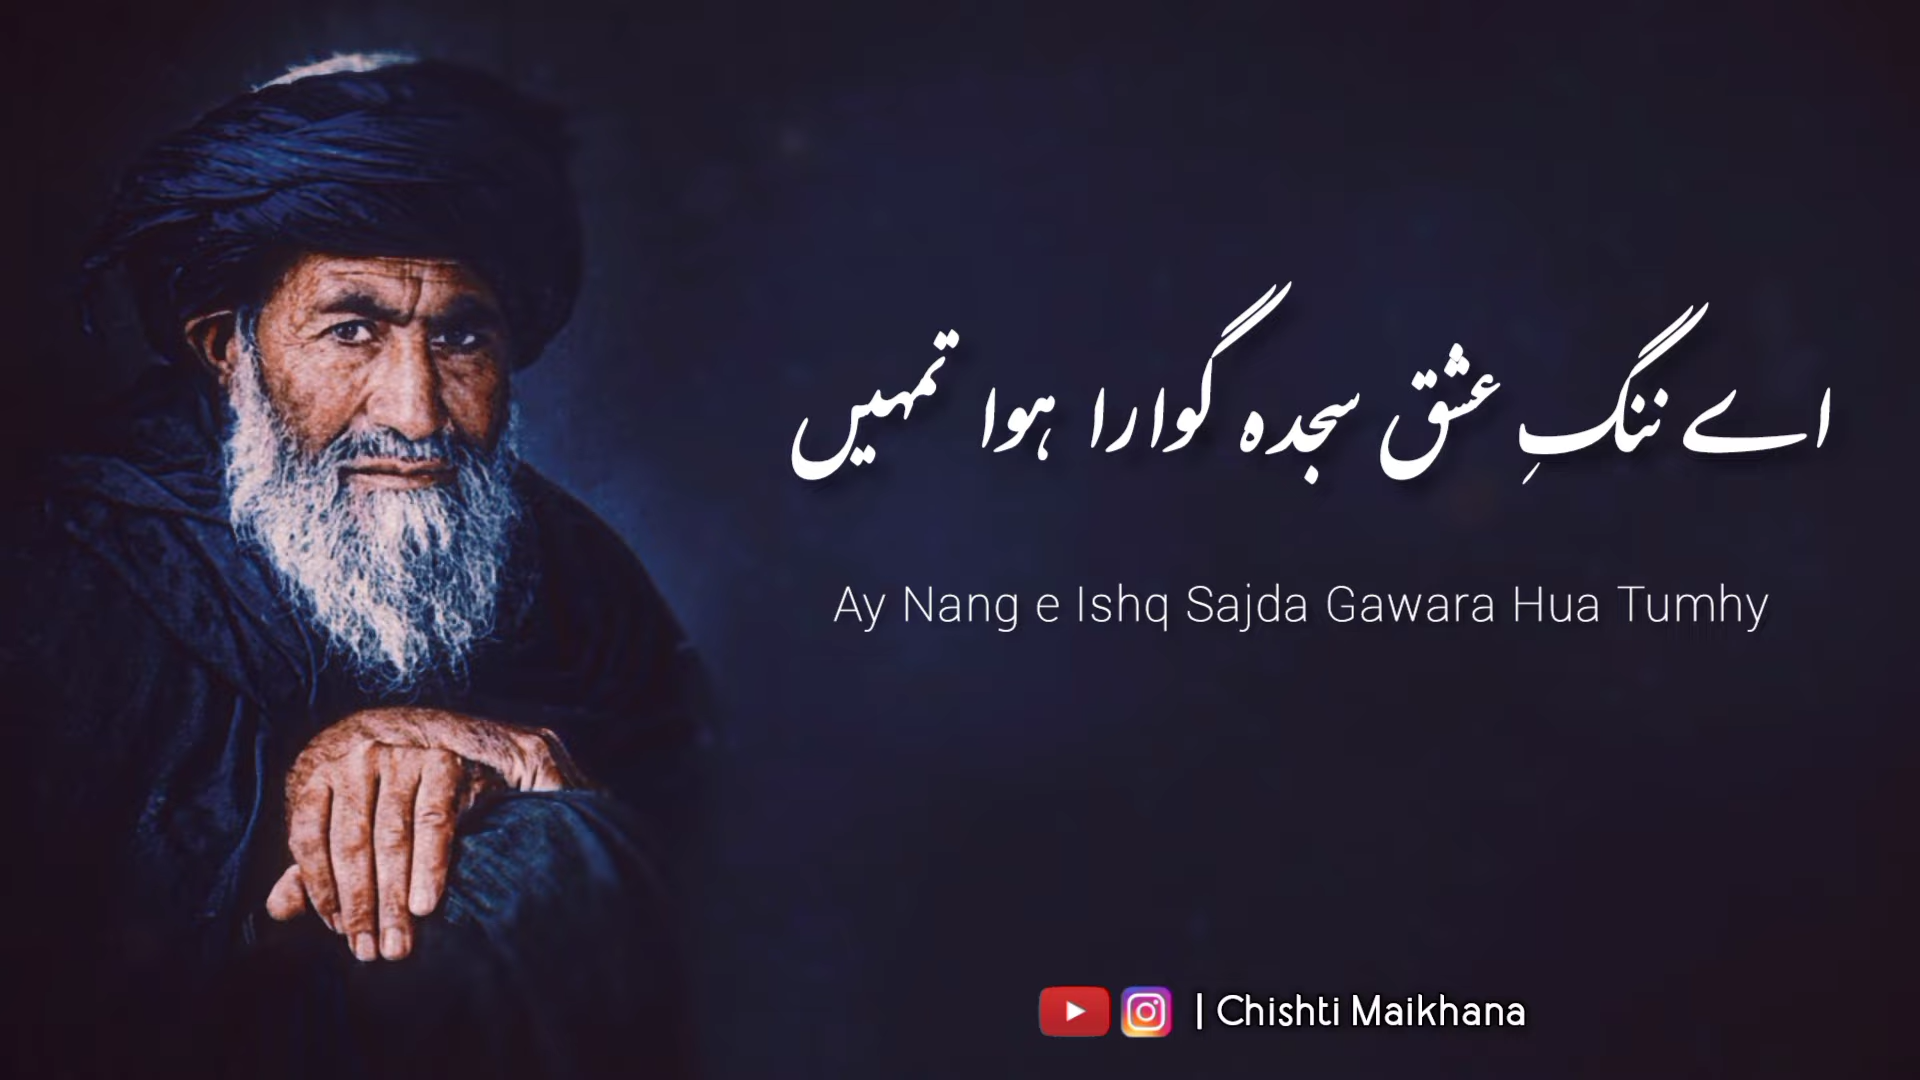 اے ننگِ عشق سجدہ گوارا ہوا تمہیں
Ay Nang e Ishq Sajda Gawara Hua Tumhy
| Chishti Maikhana